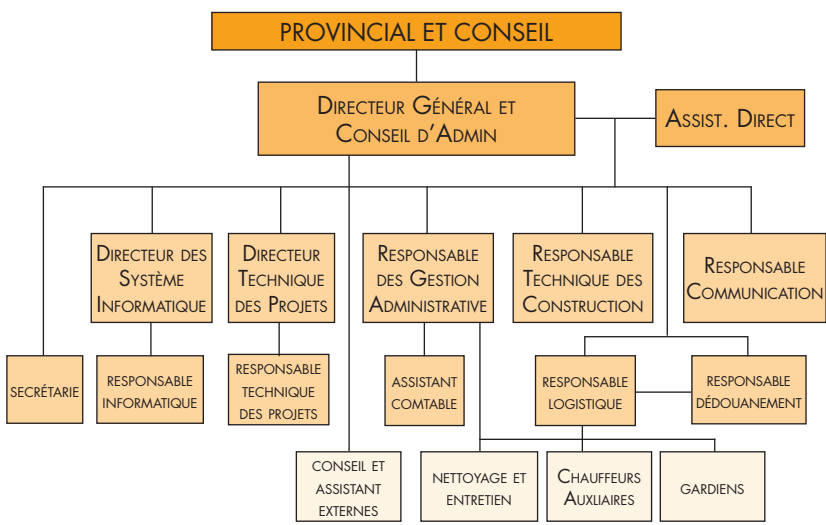 PROVINCIAL ET CONSEIL
DIRECTEUR GÉNÉRAL ET
CONSEIL D'ADMIN
ASSIST. DIRECT
DIRECTEUR DES
SYSTÈME
INFORMATIQUE
DIRECTEUR
TECHNIQUE
DES PROJETS
RESPONSABLE
DES GESTION
ADMINISTRATIVE
RESPONSABLE
TECHNIQUE DES
CONSTRUCTION
RESPONSABLE
COMMUNICATION
SECRÉTARIE
RESPONSABLE
INFORMATIQUE
RESPONSABLE
TECHNIQUE
DES PROJETS
ASSISTANT
COMTABLE
RESPONSABLE
LOGISTIQUE
RESPONSABLE
DÉDOUANEMENT
CONSEIL ET
ASSISTANT
EXTERNES
NETTOYAGE ET
ENTRETIEN
CHAUFFEURS
AUXLIAIRES
GARDIENS